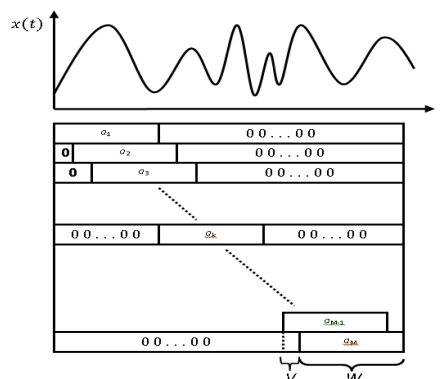 x(t)
a₁ 0 0 . . . 0 0
0 a₂ 0 0 . . . 0 0
0 a₃ 0 0 . . . 0 0
0 0 . . . 0 0 aₖ 0 0 . . . 0 0
a_{M-1}
0 0 . . . 0 0 a_M
V W